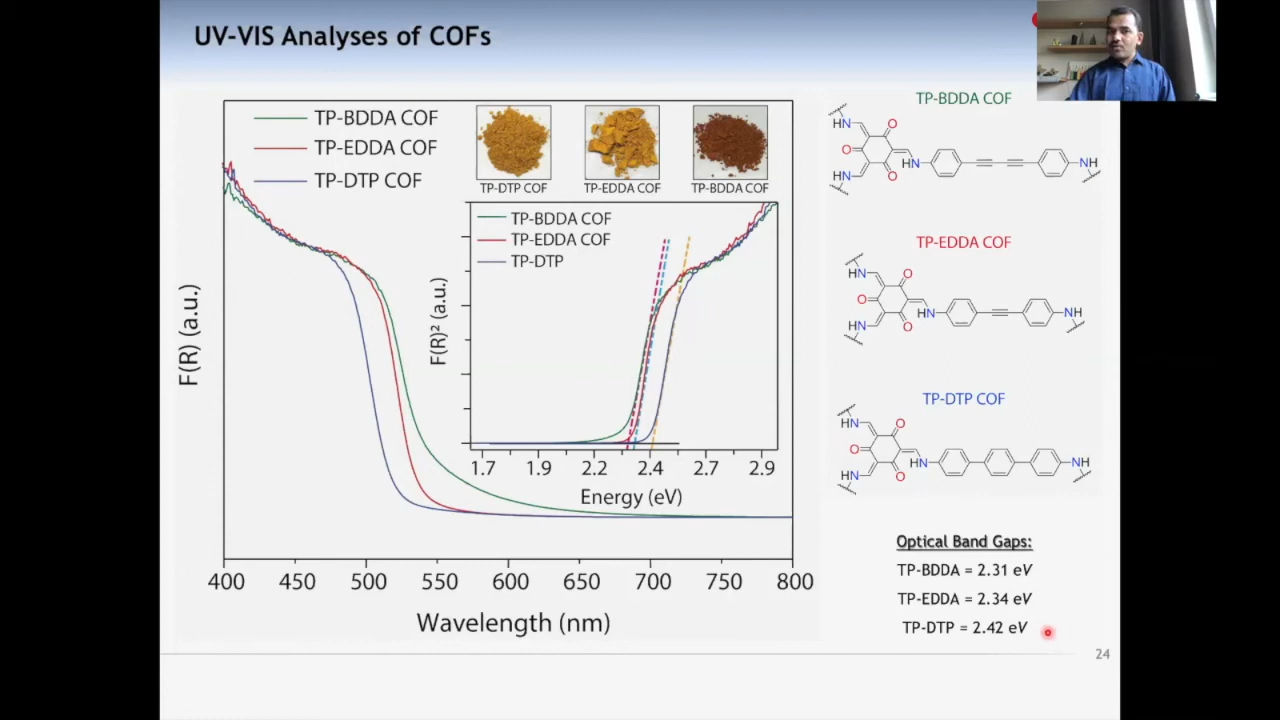 UV-VIS Analyses of COFs
TP-BDDA COF
TP-EDDA COF
TP-DTP COF
TP-DTP COF
TP-EDDA COF
TP-BDDA COF
TP-BDDA COF
TP-EDDA COF
TP-DTP
F(R)² (a.u.)
1.7 1.9 2.2 2.4 2.7 2.9
Energy (eV)
F(R) (a.u.)
400 450 500 550 600 650 700 750 800
Wavelength (nm)
TP-BDDA COF
HN
O
O
HN
NH
HN
O
TP-EDDA COF
HN
O
O
HN
NH
HN
O
TP-DTP COF
HN
O
O
HN
NH
HN
O
Optical Band Gaps:
TP-BDDA = 2.31 eV
TP-EDDA = 2.34 eV
TP-DTP = 2.42 eV
24